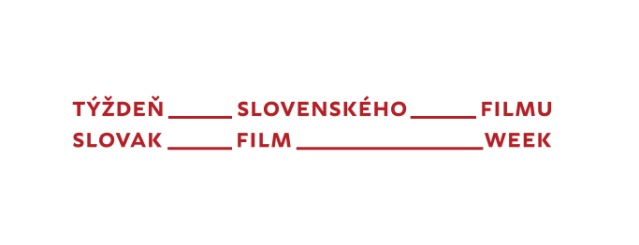 TÝŽDEŇ SLOVENSKÉHO FILMU
SLOVAK FILM WEEK